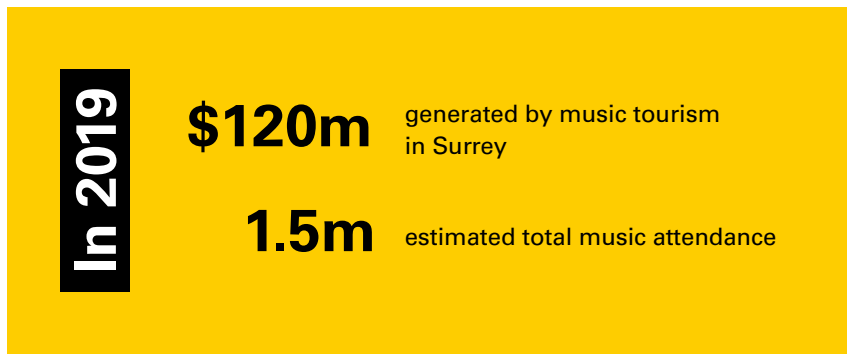 In 2019
$120m
generated by music tourism
in Surrey
1.5m
estimated total music attendance